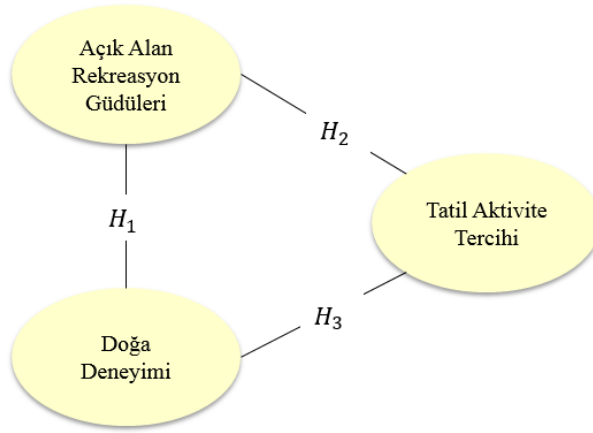 Açık Alan
Rekreasyon
Güdüleri
H₂
H₁
Tatil Aktivite
Tercihi
H₃
Doğa
Deneyimi